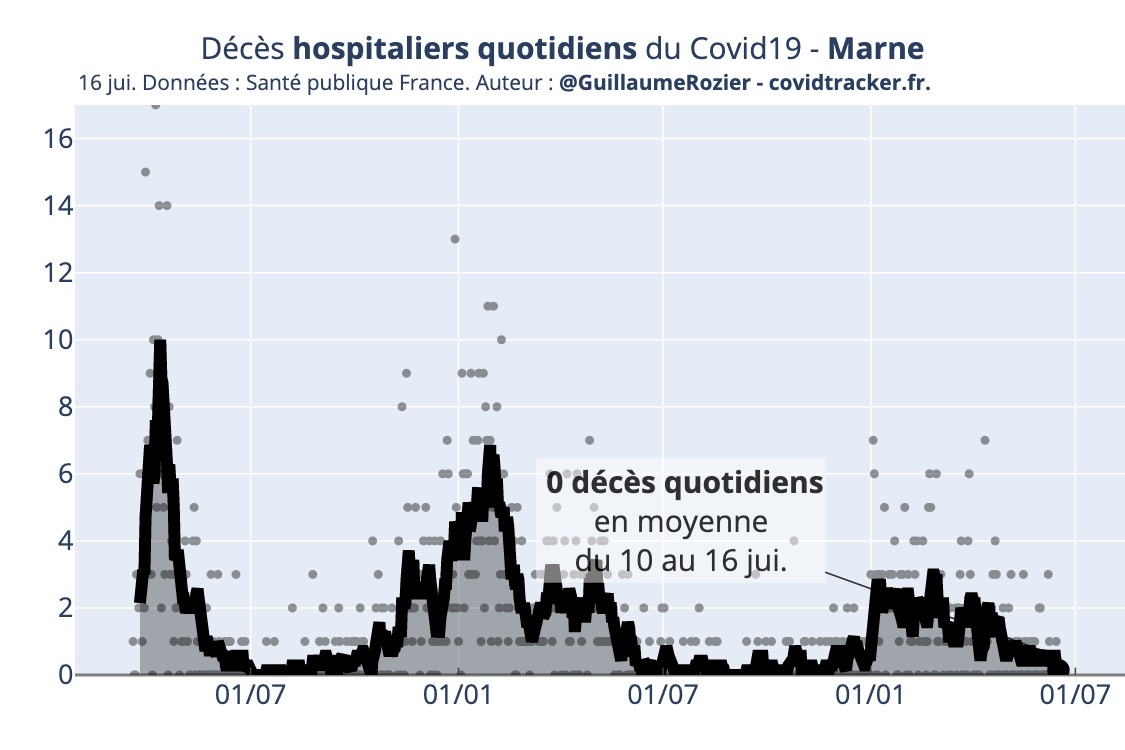 Décès hospitaliers quotidiens du Covid19 - Marne
16 jui. Données : Santé publique France. Auteur : @GuillaumeRozier - covidtracker.fr.
16
14
12
10
8
6
4
2
0
0 décès quotidiens
en moyenne
du 10 au 16 jui.
01/07
01/01
01/07
01/01
01/07